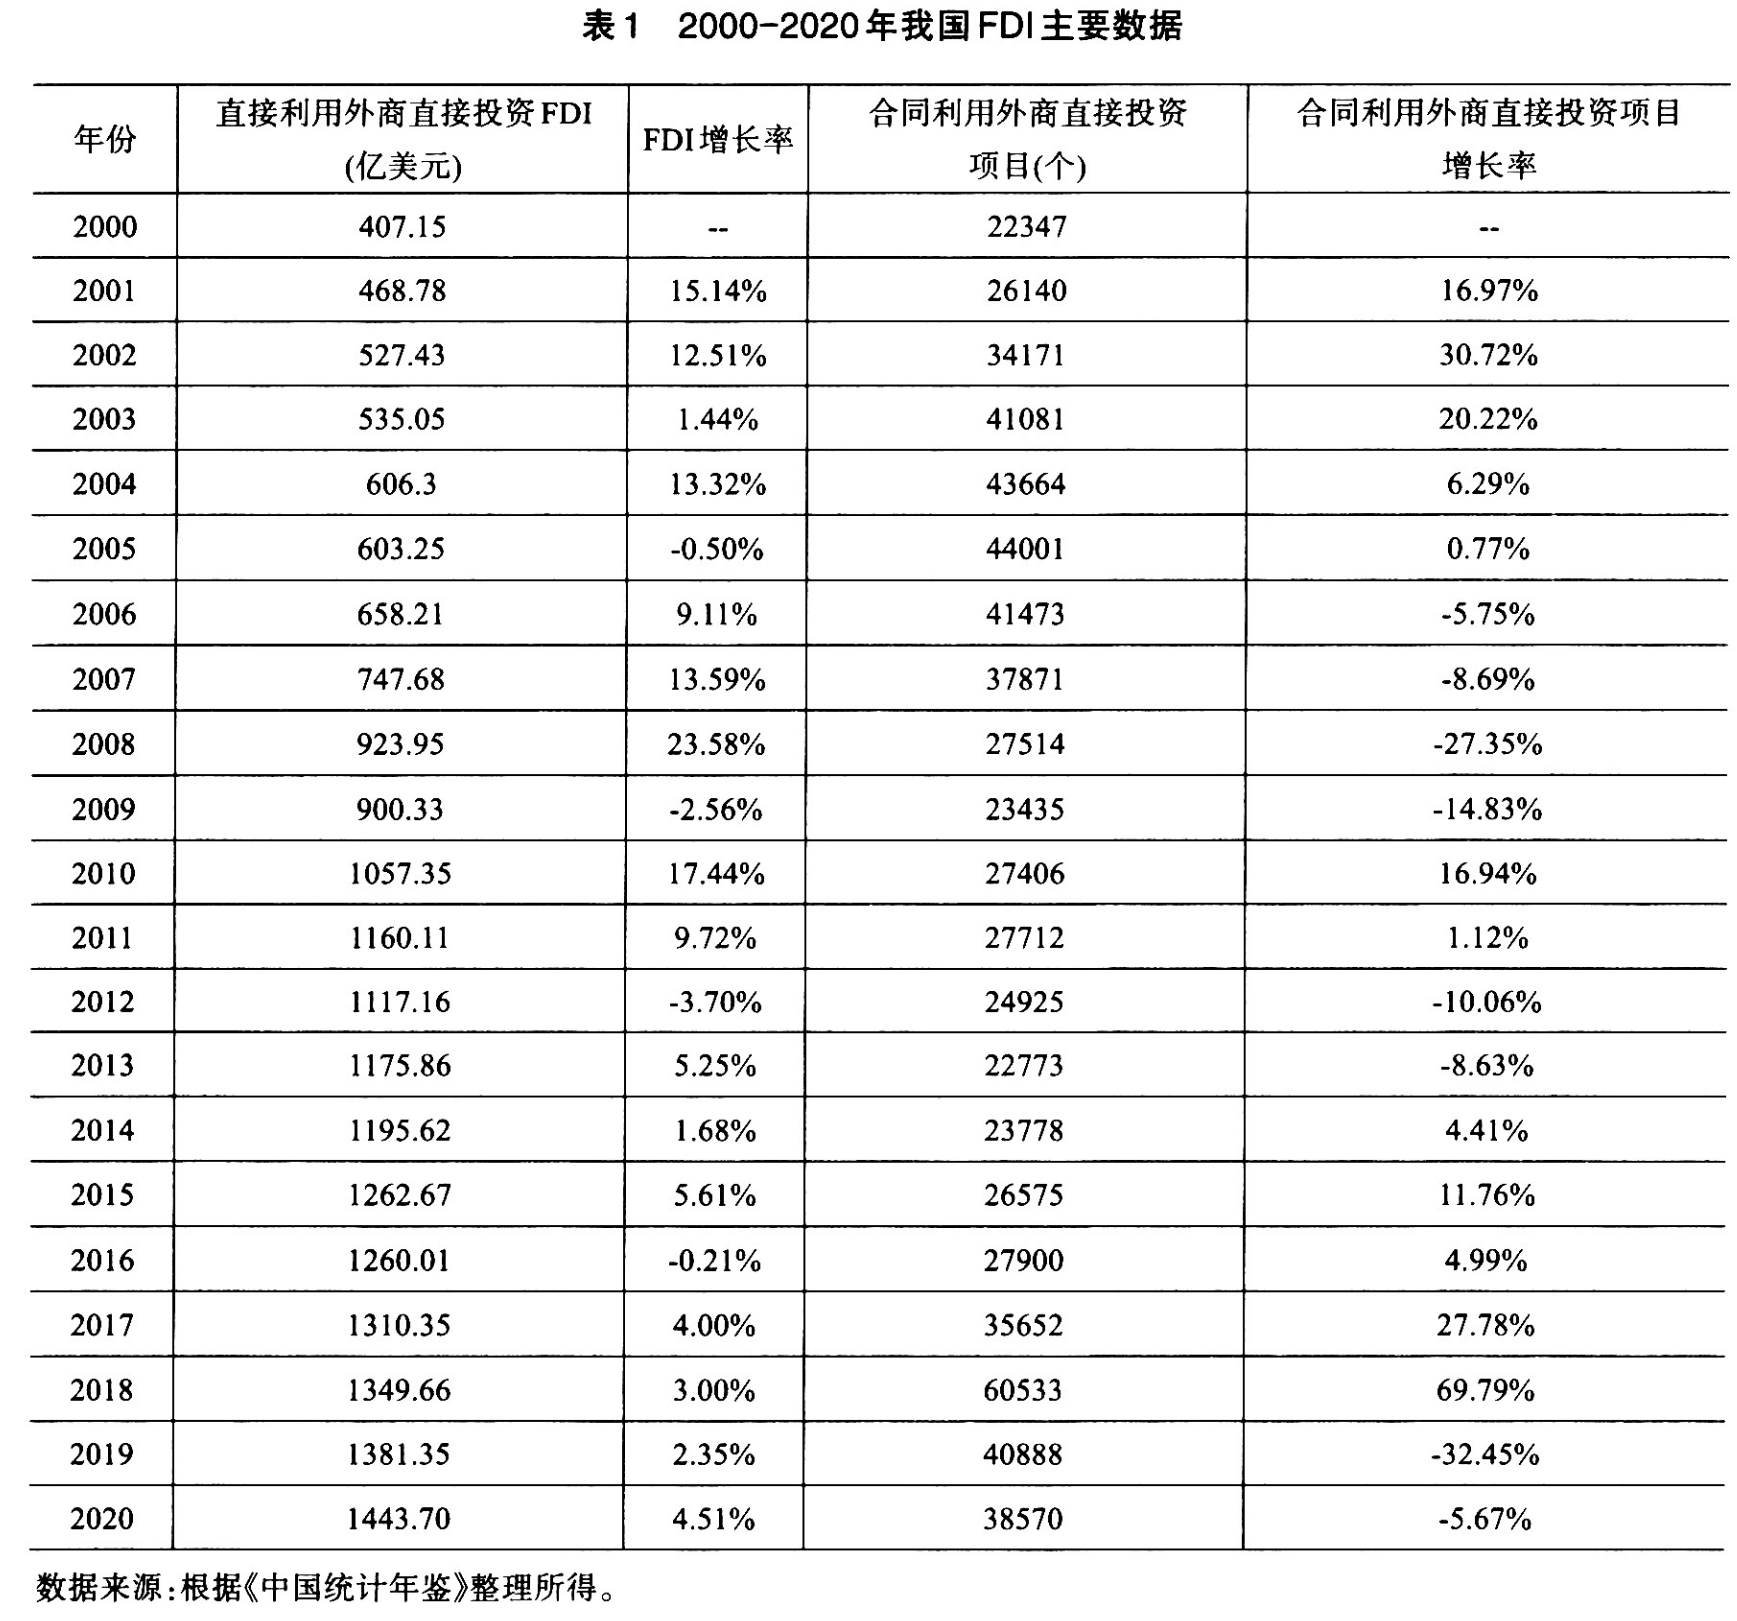 表1 2000-2020年我国FDI主要数据
年份 直接利用外商直接投资FDI(亿美元) FDI增长率 合同利用外商直接投资项目(个) 合同利用外商直接投资项目增长率
2000 407.15 -- 22347 --
2001 468.78 15.14% 26140 16.97%
2002 527.43 12.51% 34171 30.72%
2003 535.05 1.44% 41081 20.22%
2004 606.3 13.32% 43664 6.29%
2005 603.25 -0.50% 44001 0.77%
2006 658.21 9.11% 41473 -5.75%
2007 747.68 13.59% 37871 -8.69%
2008 923.95 23.58% 27514 -27.35%
2009 900.33 -2.56% 23435 -14.83%
2010 1057.35 17.44% 27406 16.94%
2011 1160.11 9.72% 27712 1.12%
2012 1117.16 -3.70% 24925 -10.06%
2013 1175.86 5.25% 22773 -8.63%
2014 1195.62 1.68% 23778 4.41%
2015 1262.67 5.61% 26575 11.76%
2016 1260.01 -0.21% 27900 4.99%
2017 1310.35 4.00% 35652 27.78%
2018 1349.66 3.00% 60533 69.79%
2019 1381.35 2.35% 40888 -32.45%
2020 1443.70 4.51% 38570 -5.67%
数据来源:根据《中国统计年鉴》整理所得。